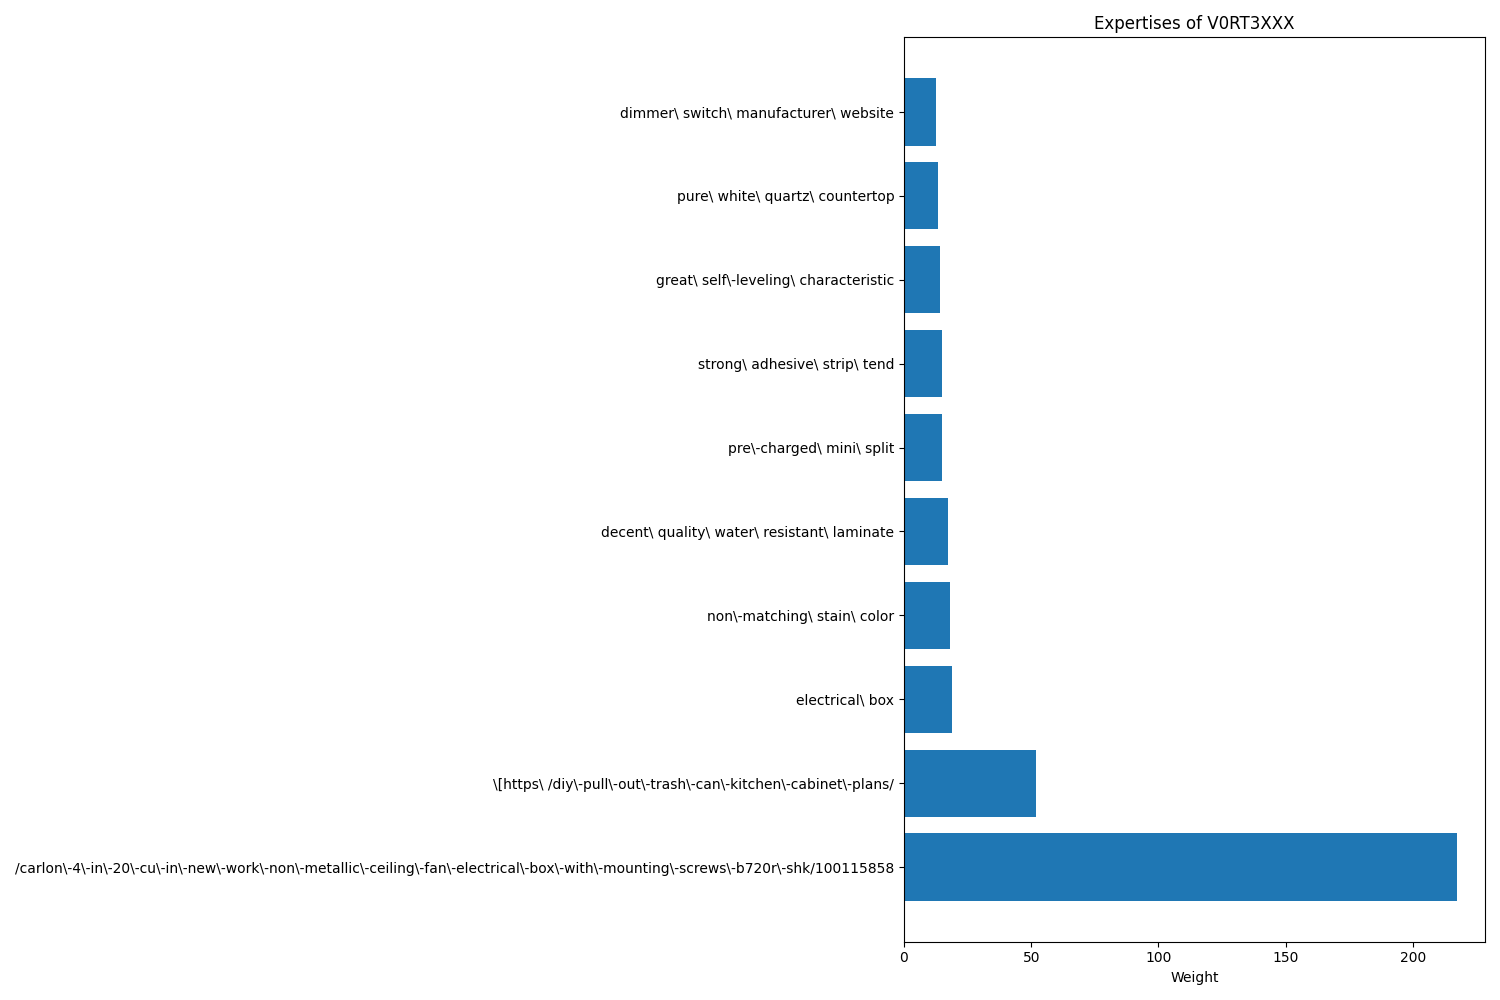 Expertises of V0RT3XXX
dimmer\ switch\ manufacturer\ website
pure\ white\ quartz\ countertop
great\ self\-leveling\ characteristic
strong\ adhesive\ strip\ tend
pre\-charged\ mini\ split
decent\ quality\ water\ resistant\ laminate
non\-matching\ stain\ color
electrical\ box
\[https\ /diy\-pull\-out\-trash\-can\-kitchen\-cabinet\-plans/
/carlon\-4\-in\-20\-cu\-in\-new\-work\-non\-metallic\-ceiling\-fan\-electrical\-box\-with\-mounting\-screws\-b720r\-shk/100115858
0 50 100 150 200
Weight